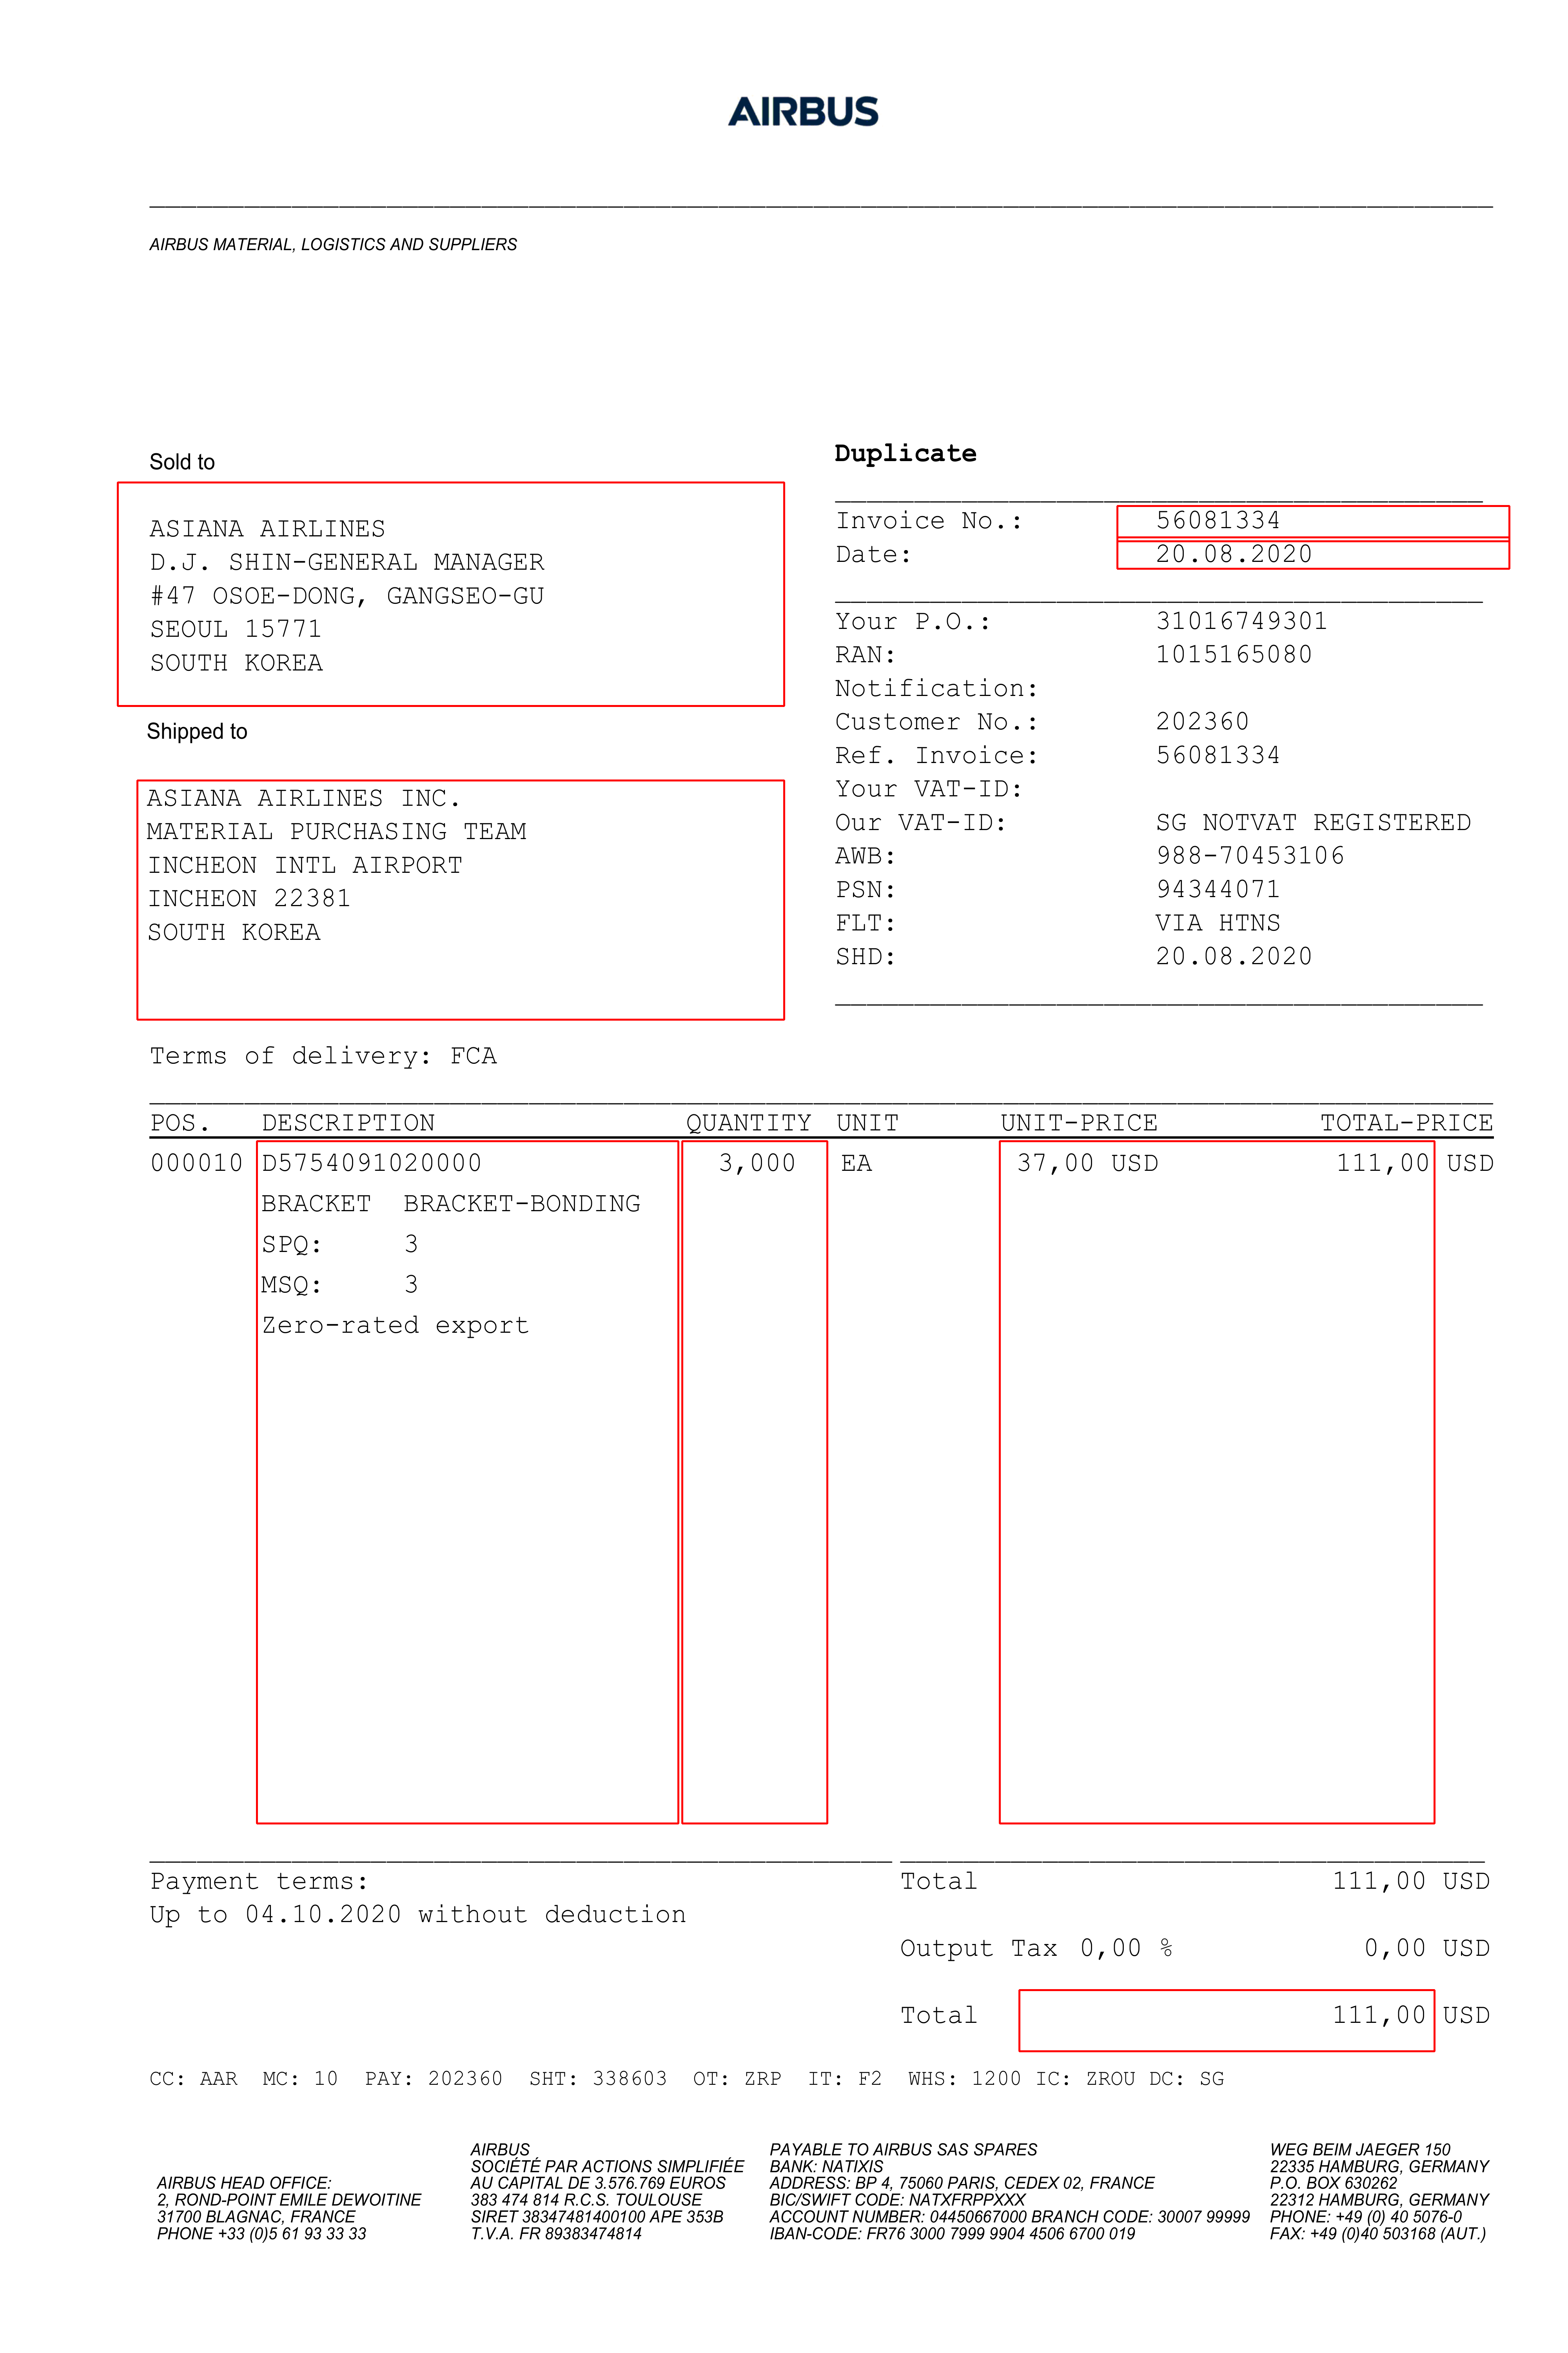 AIRBUS
AIRBUS MATERIAL, LOGISTICS AND SUPPLIERS
Sold to
ASIANA AIRLINES
D.J. SHIN-GENERAL MANAGER
#47 OSOE-DONG, GANGSEO-GU
SEOUL 15771
SOUTH KOREA
Shipped to
ASIANA AIRLINES INC.
MATERIAL PURCHASING TEAM
INCHEON INTL AIRPORT
INCHEON 22381
SOUTH KOREA
Duplicate
Invoice No.: 56081334
Date: 20.08.2020
Your P.O.: 31016749301
RAN: 1015165080
Notification:
Customer No.: 202360
Ref. Invoice: 56081334
Your VAT-ID:
Our VAT-ID: SG NOTVAT REGISTERED
AWB: 988-70453106
PSN: 94344071
FLT: VIA HTNS
SHD: 20.08.2020
Terms of delivery: FCA
POS. DESCRIPTION QUANTITY UNIT UNIT-PRICE TOTAL-PRICE
000010 D5754091020000 3,000 EA 37,00 USD 111,00 USD
BRACKET BRACKET-BONDING
SPQ: 3
MSQ: 3
Zero-rated export
Payment terms:
Up to 04.10.2020 without deduction
Total 111,00 USD
Output Tax 0,00 % 0,00 USD
Total 111,00 USD
CC: AAR MC: 10 PAY: 202360 SHT: 338603 OT: ZRP IT: F2 WHS: 1200 IC: ZROU DC: SG
AIRBUS HEAD OFFICE:
2, ROND-POINT EMILE DEWOITINE
31700 BLAGNAC, FRANCE
PHONE +33 (0)5 61 93 33 33
AIRBUS
SOCIÉTÉ PAR ACTIONS SIMPLIFIÉE
AU CAPITAL DE 3.576.769 EUROS
383 474 814 R.C.S. TOULOUSE
SIRET 38347481400100 APE 353B
T.V.A. FR 89383474814
PAYABLE TO AIRBUS SAS SPARES
BANK: NATIXIS
ADDRESS: BP 4, 75060 PARIS, CEDEX 02, FRANCE
BIC/SWIFT CODE: NATXFRPPXXX
ACCOUNT NUMBER: 04450667000 BRANCH CODE: 30007 99999
IBAN-CODE: FR76 3000 7999 9904 4506 6700 019
WEG BEIM JAEGER 150
22335 HAMBURG, GERMANY
P.O. BOX 630262
22312 HAMBURG, GERMANY
PHONE: +49 (0) 40 5076-0
FAX: +49 (0)40 503168 (AUT.)